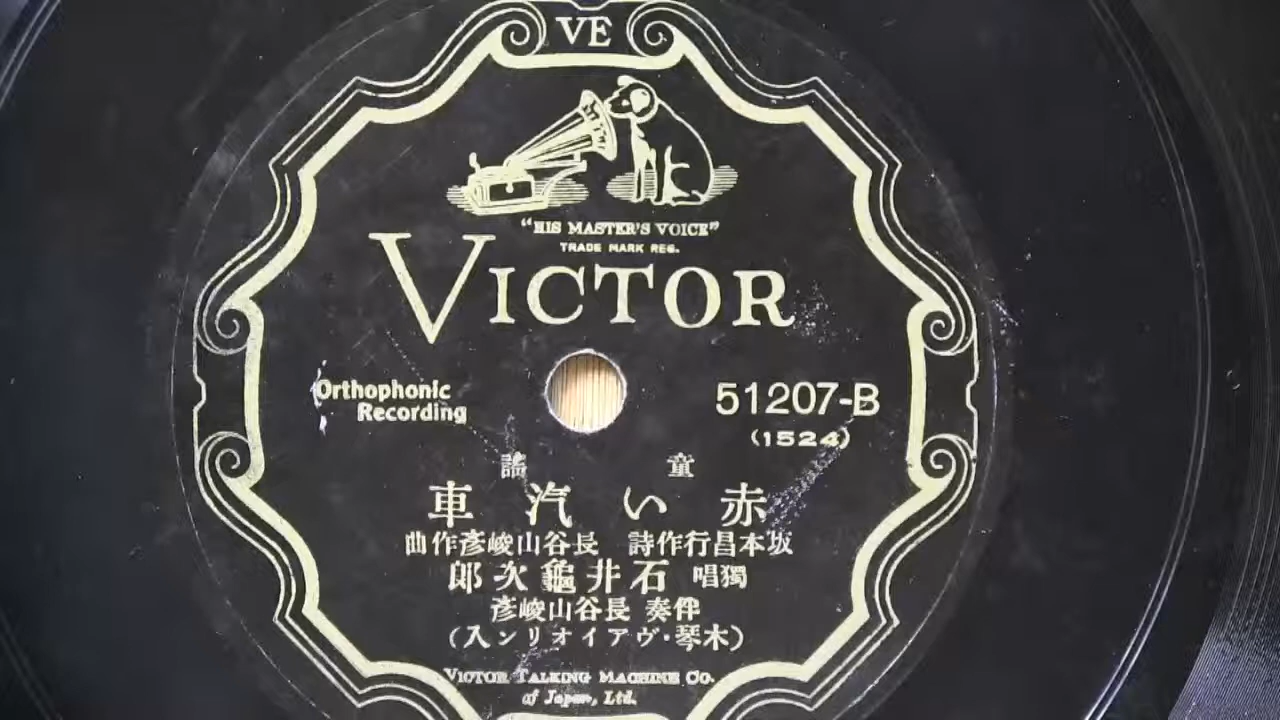 VE
"HIS MASTER'S VOICE"
TRADE MARK REG.
VICTOR
Orthophonic
Recording
51207-B
(1524)
童謠
赤い汽車
坂本昌行作詩 長谷山峻彥作曲
獨唱 石井龜次郎
伴奏 長谷山峻彥
(木琴・ヴアイオリン入)
VICTOR TALKING MACHINE CO.
of Japan, Ltd.